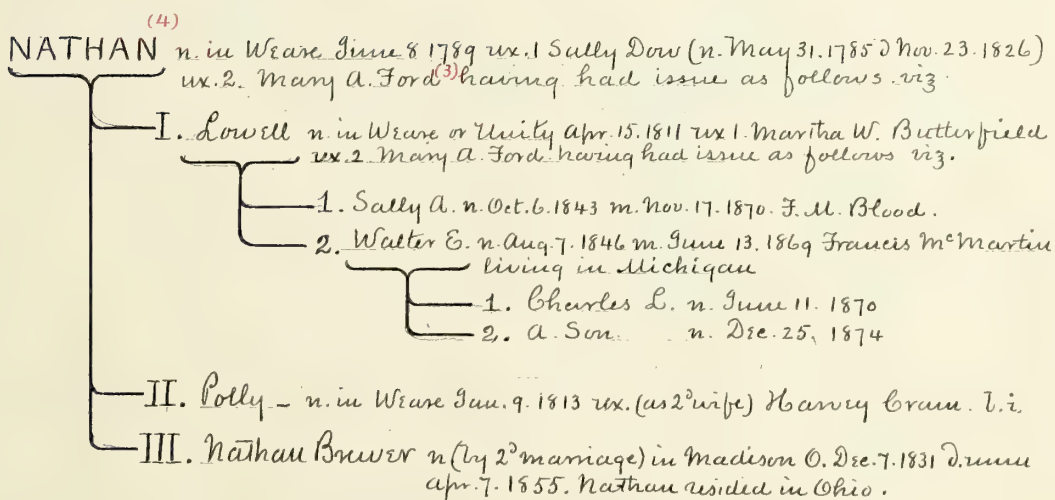 (4)
NATHAN n. in Weare June 8 1789 ux. 1 Sally Dow (n. May 31. 1785 ∂ Nov. 23. 1826)
ux. 2. Mary A. Ford (3) having had issue as follows. viz
I. Lowell n. in Weare or Unity Apr. 15. 1811 ux 1. Martha W. Butterfield
ux. 2 Mary A. Ford having had issue as follows viz.
1. Sally A. n. Oct. 6. 1843 m. Nov. 17. 1870. F. M. Blood.
2. Walter E. n. Aug. 7. 1846 m. June 13. 1869 Francis McMartin
living in Michigan
1. Charles L. n. June 11. 1870
2. A. Son. n. Dec. 25, 1874
II. Polly – n. in Weare Jan. 9. 1813 ux. (as 2ᵈ wife) Harvey Cram.
III. Nathan Brewer n (by 2ᵈ marriage) in Madison O. Dec. 7. 1831
Apr. 7. 1855. Nathan resided in Ohio.